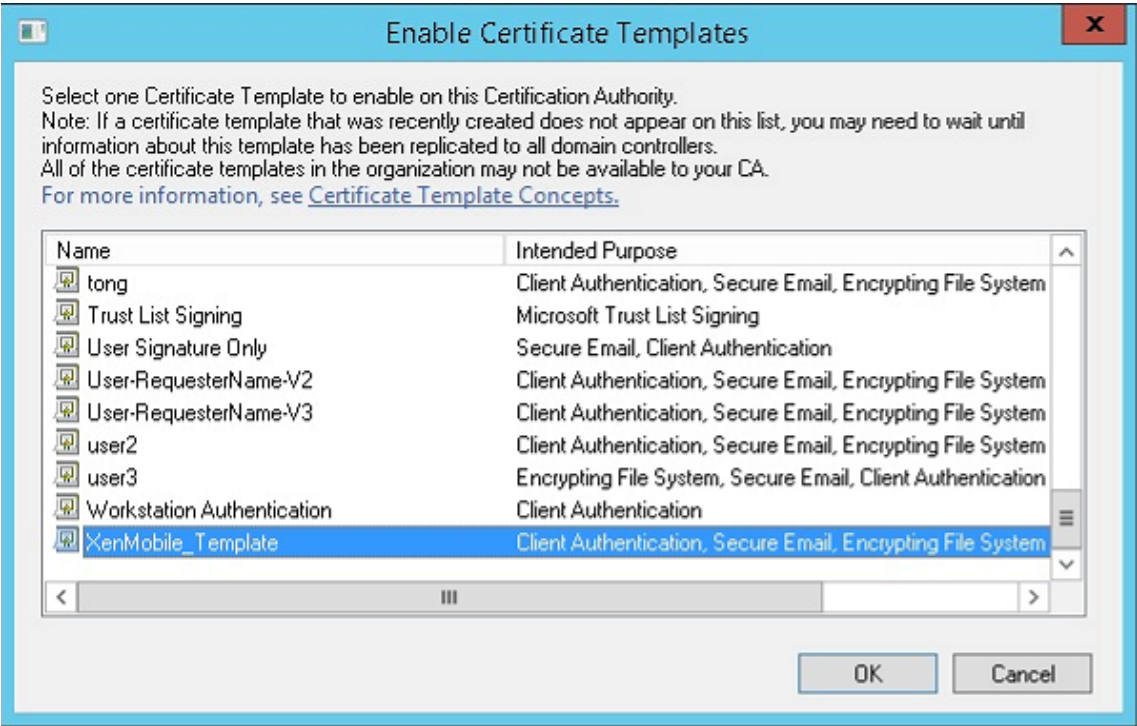 Enable Certificate Templates
x
Select one Certificate Template to enable on this Certification Authority.
Note: If a certificate template that was recently created does not appear on this list, you may need to wait until
information about this template has been replicated to all domain controllers.
All of the certificate templates in the organization may not be available to your CA.
For more information, see Certificate Template Concepts.
Name Intended Purpose
tong Client Authentication, Secure Email, Encrypting File System
Trust List Signing Microsoft Trust List Signing
User Signature Only Secure Email, Client Authentication
User-RequesterName-V2 Client Authentication, Secure Email, Encrypting File System
User-RequesterName-V3 Client Authentication, Secure Email, Encrypting File System
user2 Client Authentication, Secure Email, Encrypting File System
user3 Encrypting File System, Secure Email, Client Authentication
Workstation Authentication Client Authentication
XenMobile_Template Client Authentication, Secure Email, Encrypting File System
OK Cancel